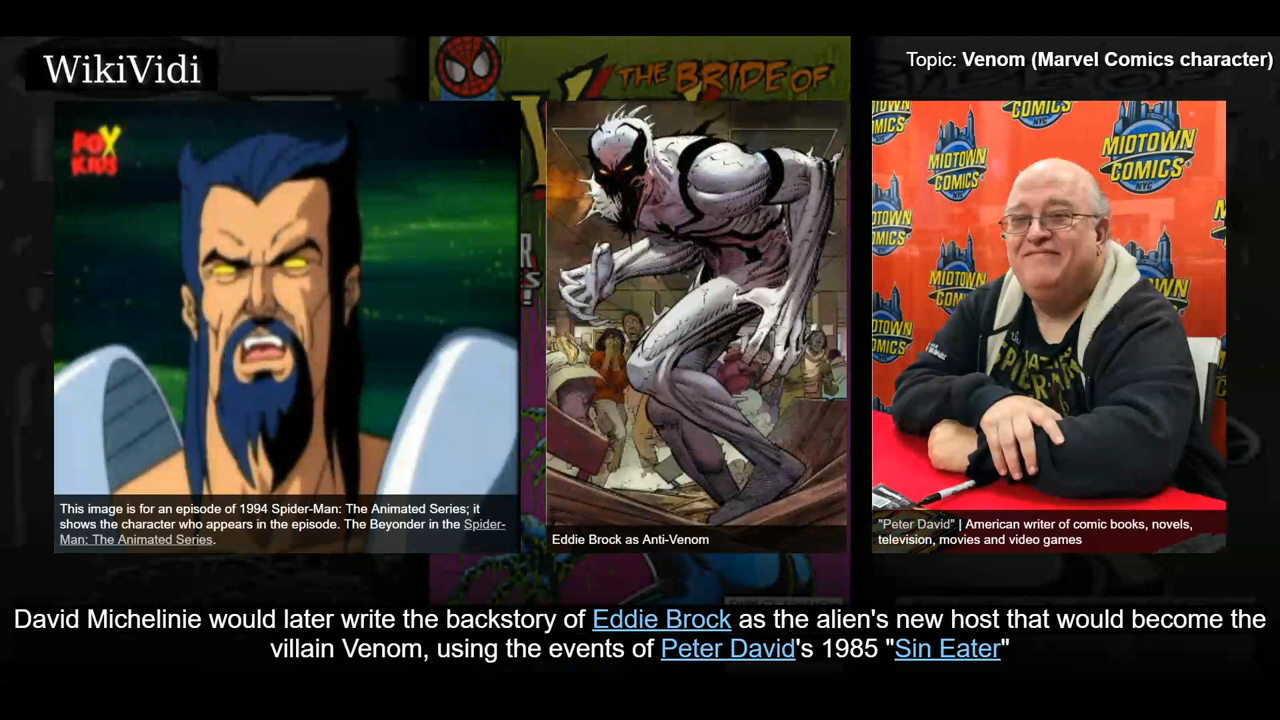 WikiVidi
Topic: Venom (Marvel Comics character)
THE BRIDE OF
FOX
KIDS
MIDTOWN
COMICS
NYC
MIDTOWN
COMICS
NYC
This image is for an episode of 1994 Spider-Man: The Animated Series; it
shows the character who appears in the episode. The Beyonder in the Spider-
Man: The Animated Series.
Eddie Brock as Anti-Venom
"Peter David" | American writer of comic books, novels,
television, movies and video games
David Michelinie would later write the backstory of Eddie Brock as the alien's new host that would become the
villain Venom, using the events of Peter David's 1985 "Sin Eater"